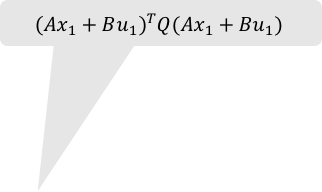 (Ax₁ + Bu₁)ᵀQ(Ax₁ + Bu₁)